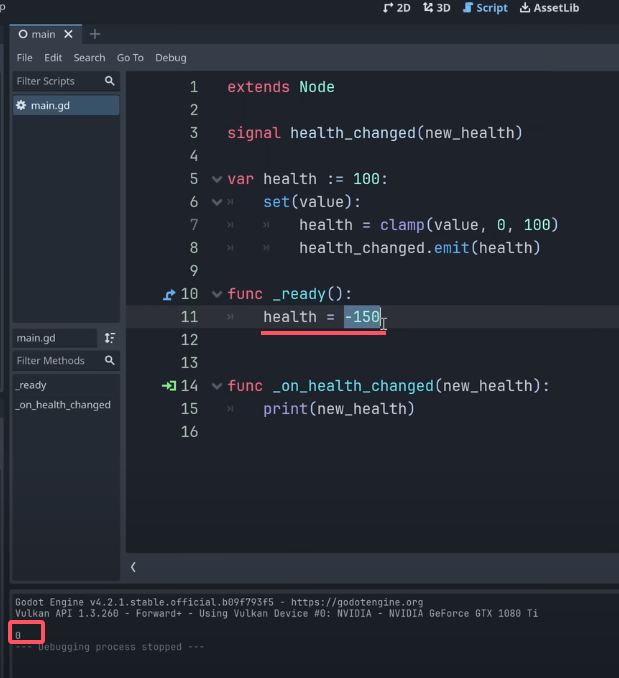 p
2D 3D Script AssetLib
main
File Edit Search Go To Debug
Filter Scripts
main.gd
1 extends Node
2
3 signal health_changed(new_health)
4
5 var health := 100:
6 set(value):
7 health = clamp(value, 0, 100)
8 health_changed.emit(health)
9
10 func _ready():
11 health = -150
12
13
14 func _on_health_changed(new_health):
15 print(new_health)
16
main.gd
Filter Methods
_ready
_on_health_changed
Godot Engine v4.2.1.stable.official.b09f793f5 - https://godotengine.org
Vulkan API 1.3.260 - Forward+ - Using Vulkan Device #0: NVIDIA - NVIDIA GeForce GTX 1080 Ti
0
--- Debugging process stopped ---